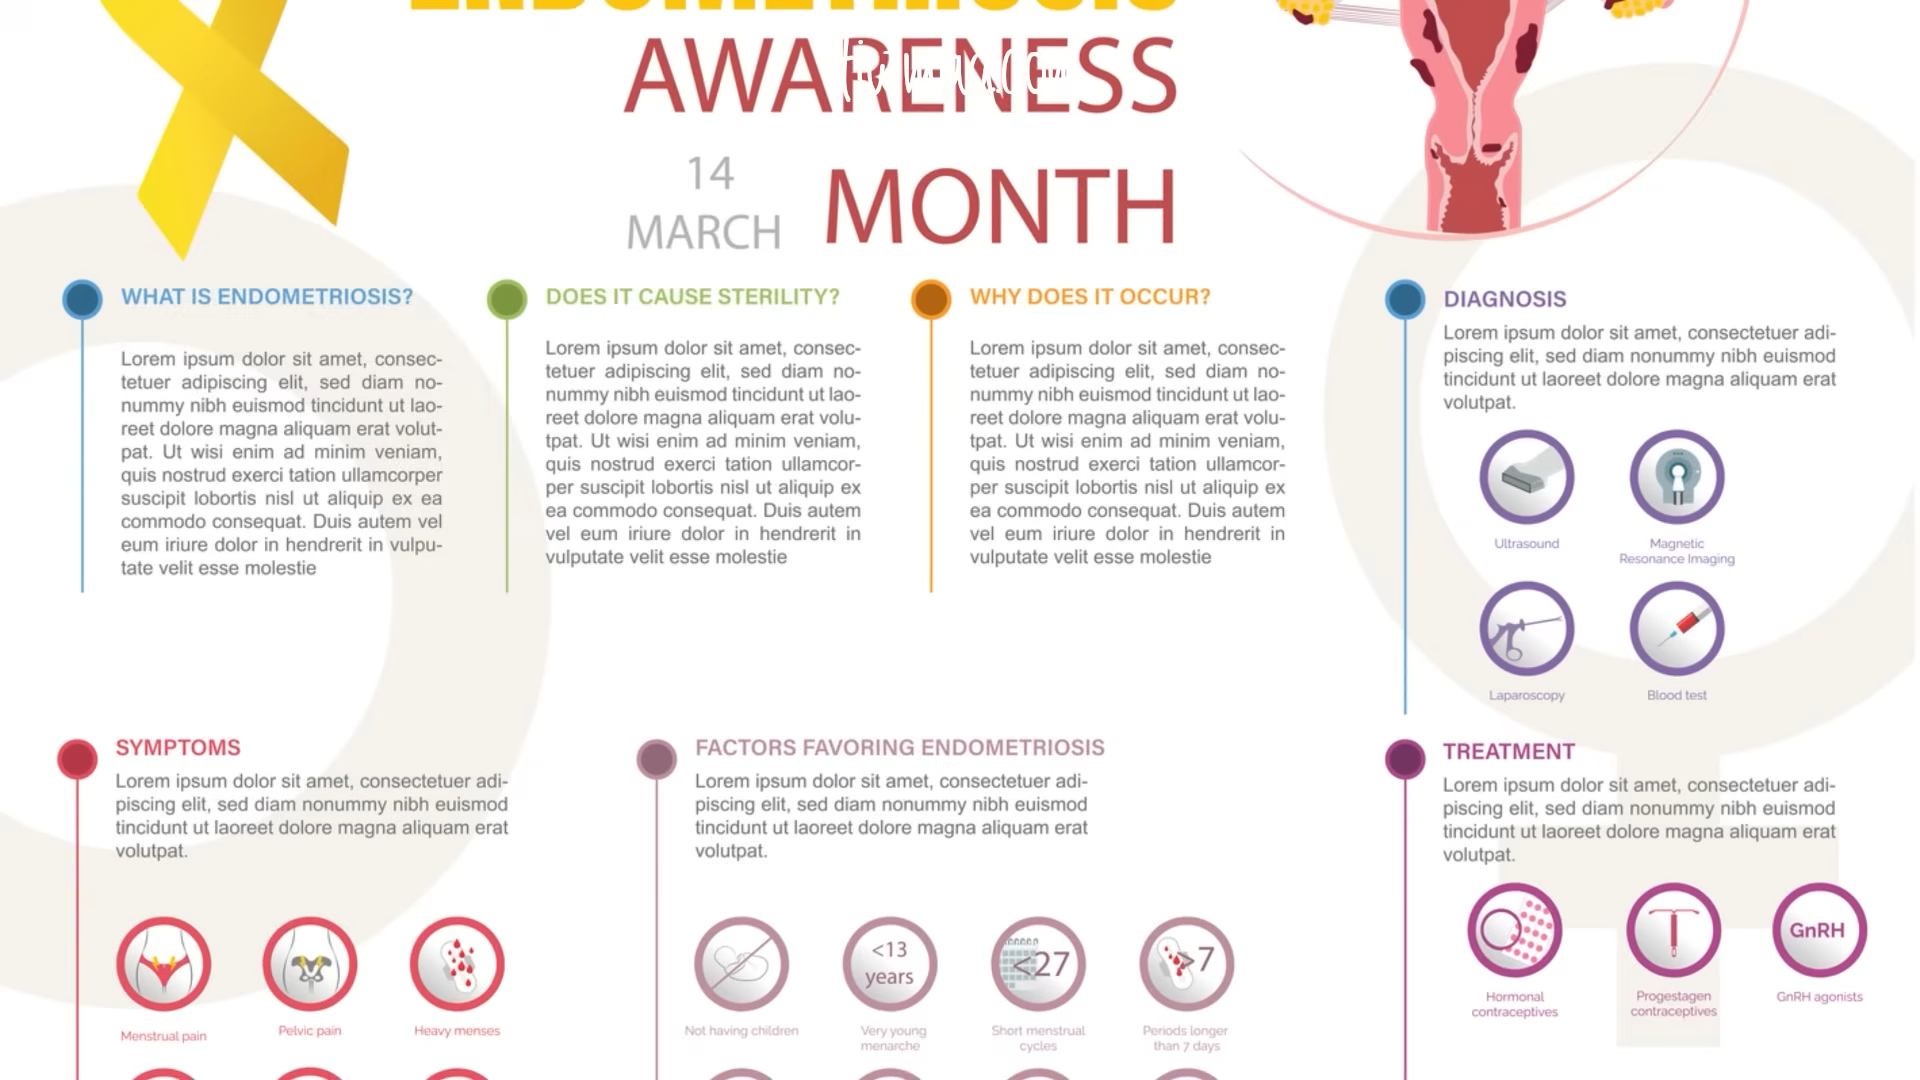 ENDOMETRIOSIS
AWARENESS
14
MARCH
MONTH
WHAT IS ENDOMETRIOSIS?
Lorem ipsum dolor sit amet, consec-
tetuer adipiscing elit, sed diam no-
nummy nibh euismod tincidunt ut lao-
reet dolore magna aliquam erat volut-
pat. Ut wisi enim ad minim veniam,
quis nostrud exerci tation ullamcorper
suscipit lobortis nisl ut aliquip ex ea
commodo consequat. Duis autem vel
eum iriure dolor in hendrerit in vulpu-
tate velit esse molestie
DOES IT CAUSE STERILITY?
Lorem ipsum dolor sit amet, consec-
tetuer adipiscing elit, sed diam no-
nummy nibh euismod tincidunt ut lao-
reet dolore magna aliquam erat volu-
tpat. Ut wisi enim ad minim veniam,
quis nostrud exerci tation ullamcor-
per suscipit lobortis nisl ut aliquip ex
ea commodo consequat. Duis autem
vel eum iriure dolor in hendrerit in
vulputate velit esse molestie
WHY DOES IT OCCUR?
Lorem ipsum dolor sit amet, consec-
tetuer adipiscing elit, sed diam no-
nummy nibh euismod tincidunt ut lao-
reet dolore magna aliquam erat volu-
tpat. Ut wisi enim ad minim veniam,
quis nostrud exerci tation ullamcor-
per suscipit lobortis nisl ut aliquip ex
ea commodo consequat. Duis autem
vel eum iriure dolor in hendrerit in
vulputate velit esse molestie
DIAGNOSIS
Lorem ipsum dolor sit amet, consectetuer adi-
piscing elit, sed diam nonummy nibh euismod
tincidunt ut laoreet dolore magna aliquam erat
volutpat.
Ultrasound
Magnetic
Resonance Imaging
Laparoscopy
Blood test
SYMPTOMS
Lorem ipsum dolor sit amet, consectetuer adi-
piscing elit, sed diam nonummy nibh euismod
tincidunt ut laoreet dolore magna aliquam erat
volutpat.
Menstrual pain
Pelvic pain
Heavy menses
FACTORS FAVORING ENDOMETRIOSIS
Lorem ipsum dolor sit amet, consectetuer adi-
piscing elit, sed diam nonummy nibh euismod
tincidunt ut laoreet dolore magna aliquam erat
volutpat.
<13
years
<27
>7
Not having children
Very young
menarche
Short menstrual
cycles
Periods longer
than 7 days
TREATMENT
Lorem ipsum dolor sit amet, consectetuer adi-
piscing elit, sed diam nonummy nibh euismod
tincidunt ut laoreet dolore magna aliquam erat
volutpat.
GnRH
Hormonal
contraceptives
Progestagen
contraceptives
GnRH agonists